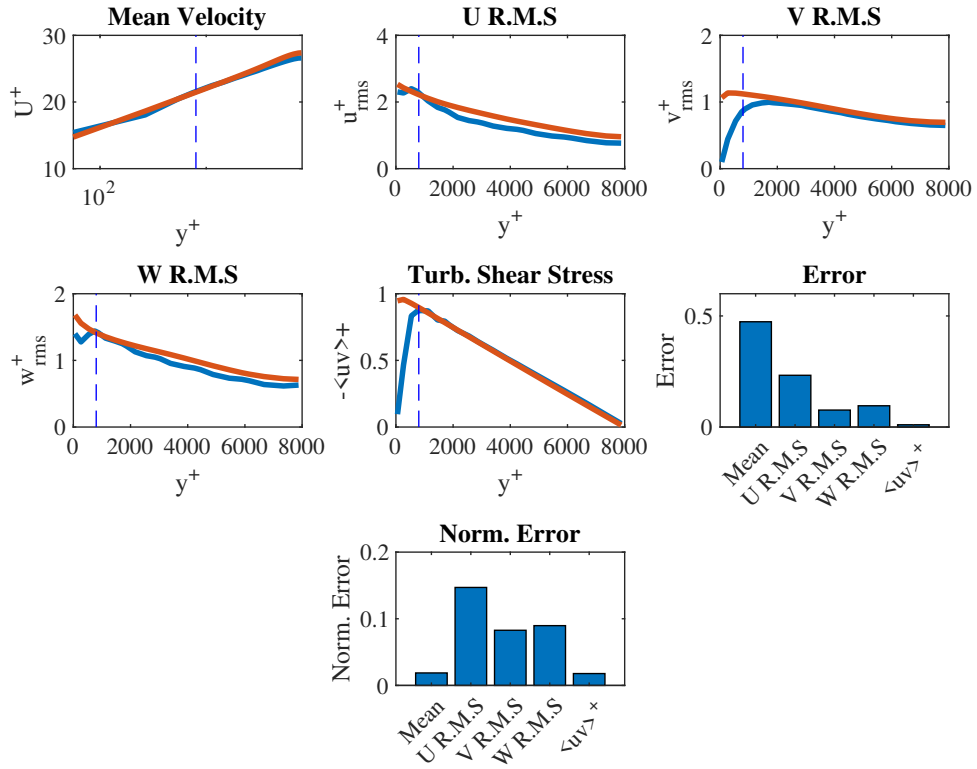 Mean Velocity
U R.M.S
V R.M.S
30
20
10
U^+
10^2
y^+
4
2
0
u^+_rms
0 2000 4000 6000 8000
y^+
2
1
0
v^+_rms
0 2000 4000 6000 8000
y^+
W R.M.S
Turb. Shear Stress
Error
2
1
0
w^+_rms
0 2000 4000 6000 8000
y^+
1
0.5
0
-<uv>+
0 2000 4000 6000 8000
y^+
0.5
0
Error
Mean
U R.M.S
V R.M.S
W R.M.S
<uv>+
Norm. Error
0.2
0.1
0
Norm. Error
Mean
U R.M.S
V R.M.S
W R.M.S
<uv>+